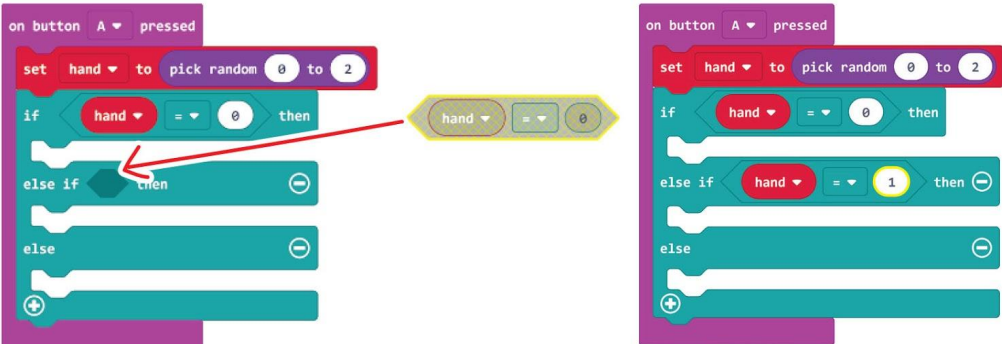 on button A pressed
set hand to pick random 0 to 2
if hand = 0 then
else if then
else
hand = 0
on button A pressed
set hand to pick random 0 to 2
if hand = 0 then
else if hand = 1 then
else